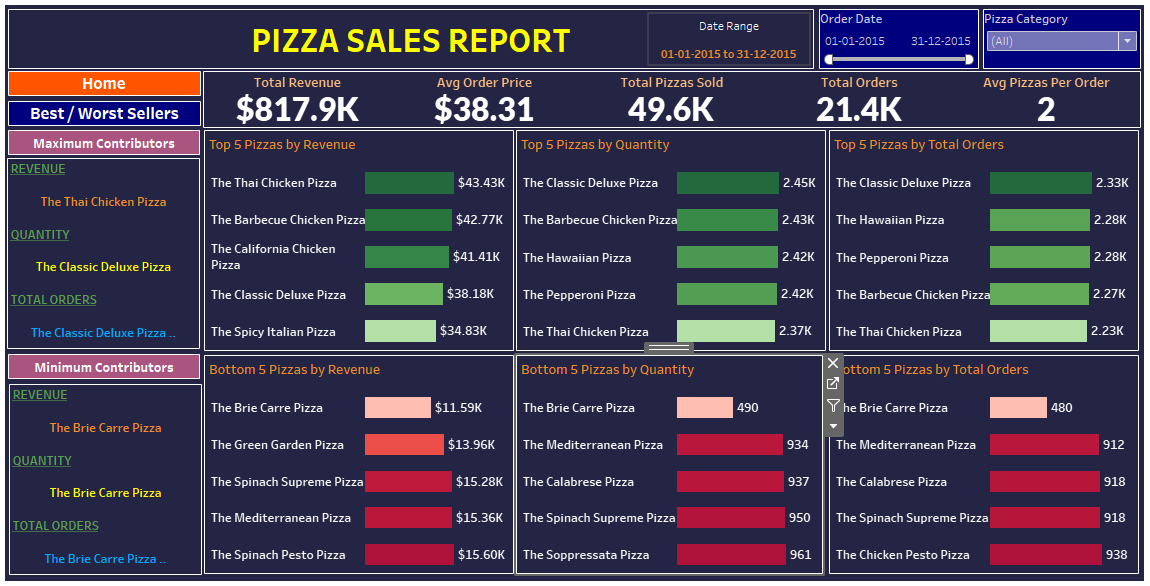 PIZZA SALES REPORT
Date Range
01-01-2015 to 31-12-2015
Order Date
01-01-2015 31-12-2015
Pizza Category
(All)
Home
Best / Worst Sellers
Total Revenue
$817.9K
Avg Order Price
$38.31
Total Pizzas Sold
49.6K
Total Orders
21.4K
Avg Pizzas Per Order
2
Maximum Contributors
REVENUE
The Thai Chicken Pizza
QUANTITY
The Classic Deluxe Pizza
TOTAL ORDERS
The Classic Deluxe Pizza ..
Top 5 Pizzas by Revenue
The Thai Chicken Pizza $43.43K
The Barbecue Chicken Pizza $42.77K
The California Chicken
Pizza $41.41K
The Classic Deluxe Pizza $38.18K
The Spicy Italian Pizza $34.83K
Top 5 Pizzas by Quantity
The Classic Deluxe Pizza 2.45K
The Barbecue Chicken Pizza 2.43K
The Hawaiian Pizza 2.42K
The Pepperoni Pizza 2.42K
The Thai Chicken Pizza 2.37K
Top 5 Pizzas by Total Orders
The Classic Deluxe Pizza 2.33K
The Hawaiian Pizza 2.28K
The Pepperoni Pizza 2.28K
The Barbecue Chicken Pizza 2.27K
The Thai Chicken Pizza 2.23K
Minimum Contributors
REVENUE
The Brie Carre Pizza
QUANTITY
The Brie Carre Pizza
TOTAL ORDERS
The Brie Carre Pizza ..
Bottom 5 Pizzas by Revenue
The Brie Carre Pizza $11.59K
The Green Garden Pizza $13.96K
The Spinach Supreme Pizza $15.28K
The Mediterranean Pizza $15.36K
The Spinach Pesto Pizza $15.60K
Bottom 5 Pizzas by Quantity
The Brie Carre Pizza 490
The Mediterranean Pizza 934
The Calabrese Pizza 937
The Spinach Supreme Pizza 950
The Soppressata Pizza 961
ottom 5 Pizzas by Total Orders
he Brie Carre Pizza 480
The Mediterranean Pizza 912
The Calabrese Pizza 918
The Spinach Supreme Pizza 918
The Chicken Pesto Pizza 938